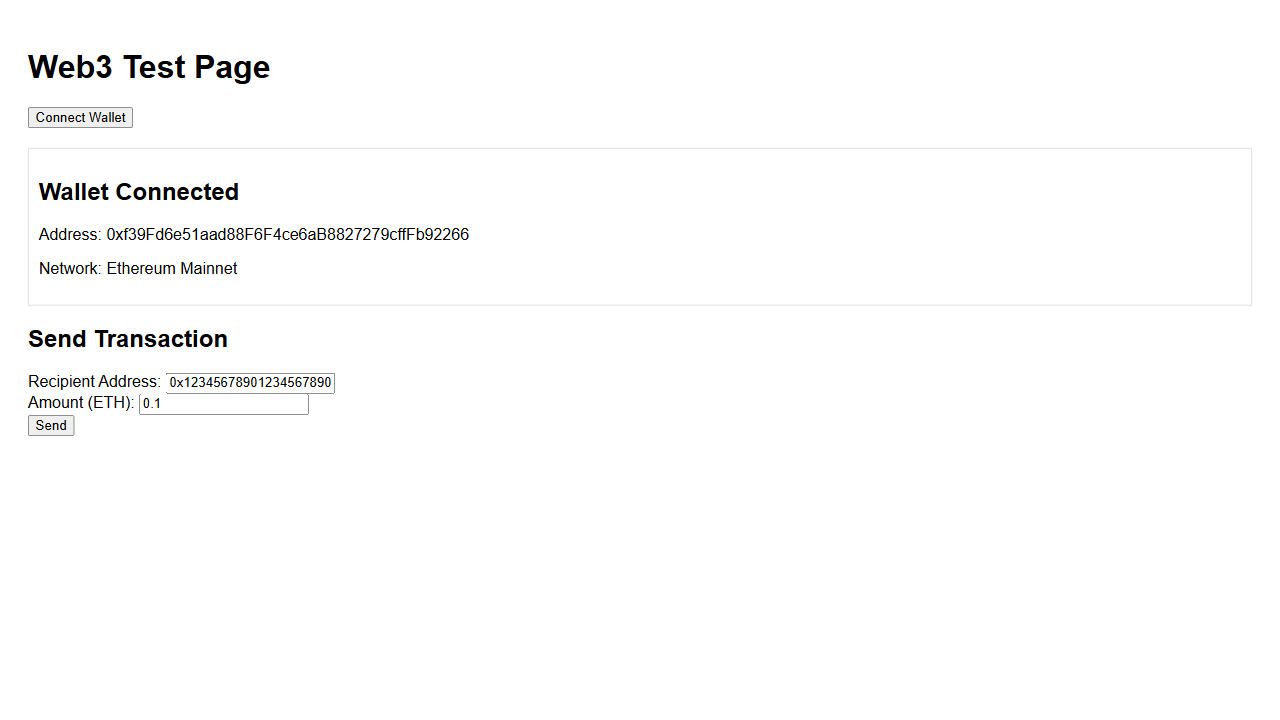 Web3 Test Page
Connect Wallet
Wallet Connected
Address: 0xf39Fd6e51aad88F6F4ce6aB8827279cffFb92266
Network: Ethereum Mainnet
Send Transaction
Recipient Address: 0x12345678901234567890
Amount (ETH): 0.1
Send